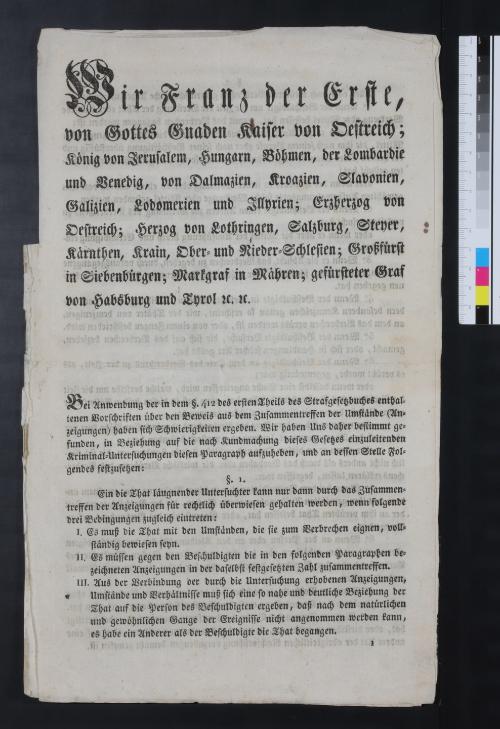 Wir Franz der Erste,
von Gottes Gnaden Kaiser von Oestreich;
König von Jerusalem, Hungarn, Böhmen, der Lombardie
und Venedig, von Dalmazien, Kroazien, Slavonien,
Galizien, Lodomerien und Illyrien; Erzherzog von
Oestreich; Herzog von Lothringen, Salzburg, Steyer,
Kärnthen, Krain, Ober- und Nieder-Schlesien; Großfürst
in Siebenbürgen; Markgraf in Mähren; gefürsteter Graf
von Habsburg und Tyrol ꝛc. ꝛc.
Bei Anwendung der in dem §. 412 des ersten Theils des Strafgesetzbuches enthal-
tenen Vorschriften über den Beweis aus dem Zusammentreffen der Umstände (An-
zeigungen) haben sich Schwierigkeiten ergeben. Wir haben Uns daher bestimmt ge-
funden, in Beziehung auf die nach Kundmachung dieses Gesetzes einzuleitenden
Kriminal-Untersuchungen diesen Paragraph aufzuheben, und an dessen Stelle Fol-
gendes festzusetzen:
§. 1.
Ein die That läugnender Untersuchter kann nur dann durch das Zusammen-
treffen der Anzeigungen für rechtlich überwiesen gehalten werden, wenn folgende
drei Bedingungen zugleich eintreten:
I. Es muß die That mit den Umständen, die sie zum Verbrechen eignen, voll-
ständig bewiesen seyn.
II. Es müssen gegen den Beschuldigten die in den folgenden Paragraphen be-
zeichneten Anzeigungen in der daselbst festgesetzten Zahl zusammentreffen.
III. Aus der Verbindung der durch die Untersuchung erhobenen Anzeigungen,
Umstände und Verhältnisse muß sich eine so nahe und deutliche Beziehung der
That auf die Person des Beschuldigten ergeben, daß nach dem natürlichen
und gewöhnlichen Gange der Ereignisse nicht angenommen werden kann,
es habe ein Anderer als der Beschuldigte die That begangen.
1